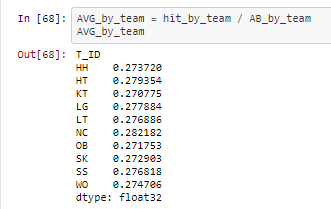 In [68]: AVG_by_team = hit_by_team / AB_by_team
AVG_by_team
Out[68]: T_ID
HH 0.273720
HT 0.279354
KT 0.270775
LG 0.277884
LT 0.276886
NC 0.282182
OB 0.271753
SK 0.272903
SS 0.276818
WO 0.274706
dtype: float32